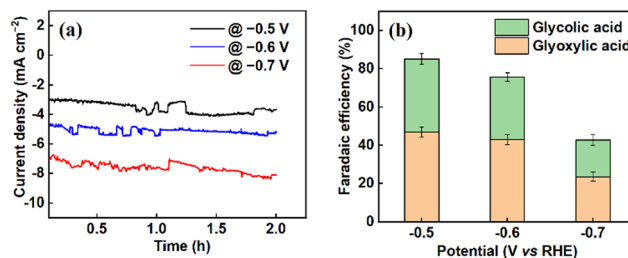 (a)
@ −0.5 V
@ −0.6 V
@ −0.7 V
Current density (mA cm⁻²)
2
0
-2
-4
-6
-8
-10
0.5
1.0
1.5
2.0
Time (h)
(b)
Glycolic acid
Glyoxylic acid
Faradaic efficiency (%)
100
80
60
40
20
0
-0.5
-0.6
-0.7
Potential (V vs RHE)